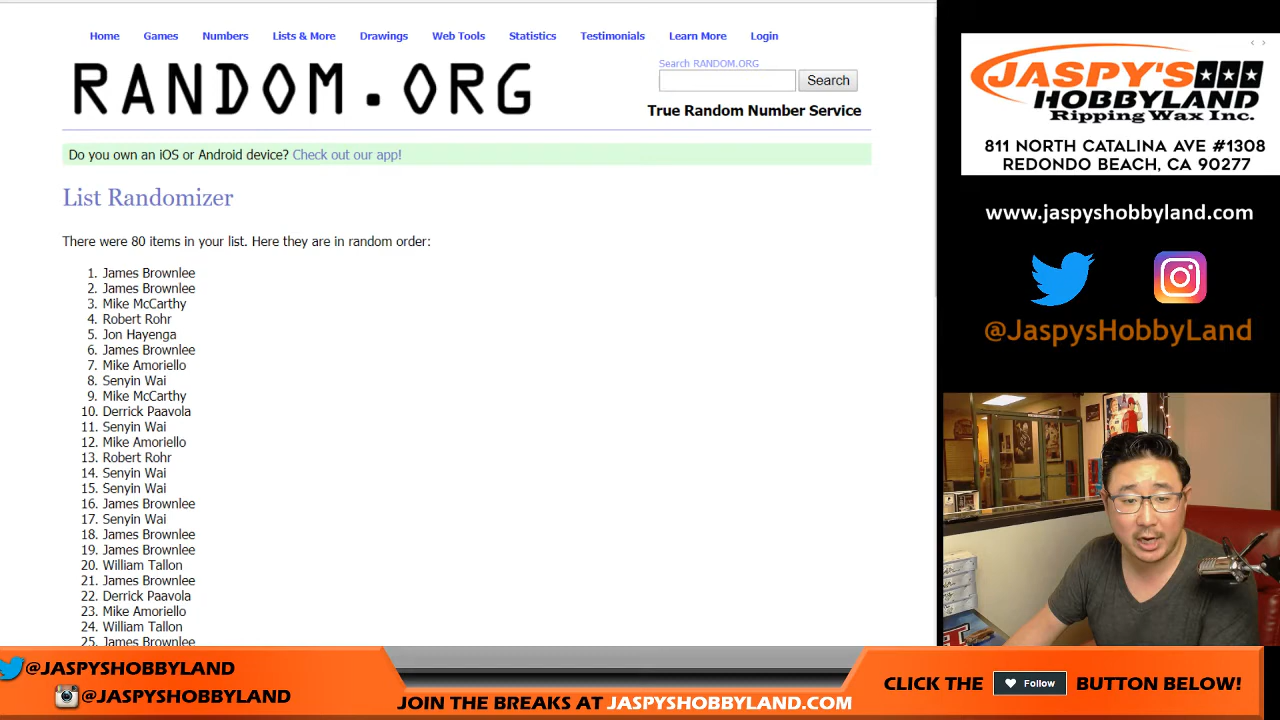 Home Games Numbers Lists & More Drawings Web Tools Statistics Testimonials Learn More Login
RANDOM.ORG
Search RANDOM.ORG
Search
True Random Number Service
Do you own an iOS or Android device? Check out our app!
List Randomizer
There were 80 items in your list. Here they are in random order:
1. James Brownlee
2. James Brownlee
3. Mike McCarthy
4. Robert Rohr
5. Jon Hayenga
6. James Brownlee
7. Mike Amoriello
8. Senyin Wai
9. Mike McCarthy
10. Derrick Paavola
11. Senyin Wai
12. Mike Amoriello
13. Robert Rohr
14. Senyin Wai
15. Senyin Wai
16. James Brownlee
17. Senyin Wai
18. James Brownlee
19. James Brownlee
20. William Tallon
21. James Brownlee
22. Derrick Paavola
23. Mike Amoriello
24. William Tallon
25. James Brownlee
JASPY'S
HOBBYLAND
Ripping Wax Inc.
811 NORTH CATALINA AVE #1308
REDONDO BEACH, CA 90277
www.jaspyshobbyland.com
@JaspysHobbyLand
@JASPYSHOBBYLAND
@JASPYSHOBBYLAND
JOIN THE BREAKS AT JASPYSHOBBYLAND.COM
CLICK THE Follow BUTTON BELOW!